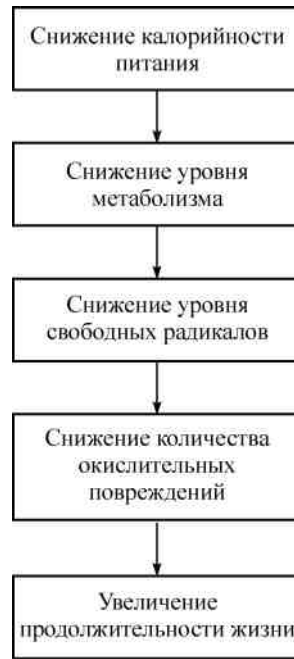 Снижение калорийности
питания
Снижение уровня
метаболизма
Снижение уровня
свободных радикалов
Снижение количества
окислительных
повреждений
Увеличение
продолжительности жизни